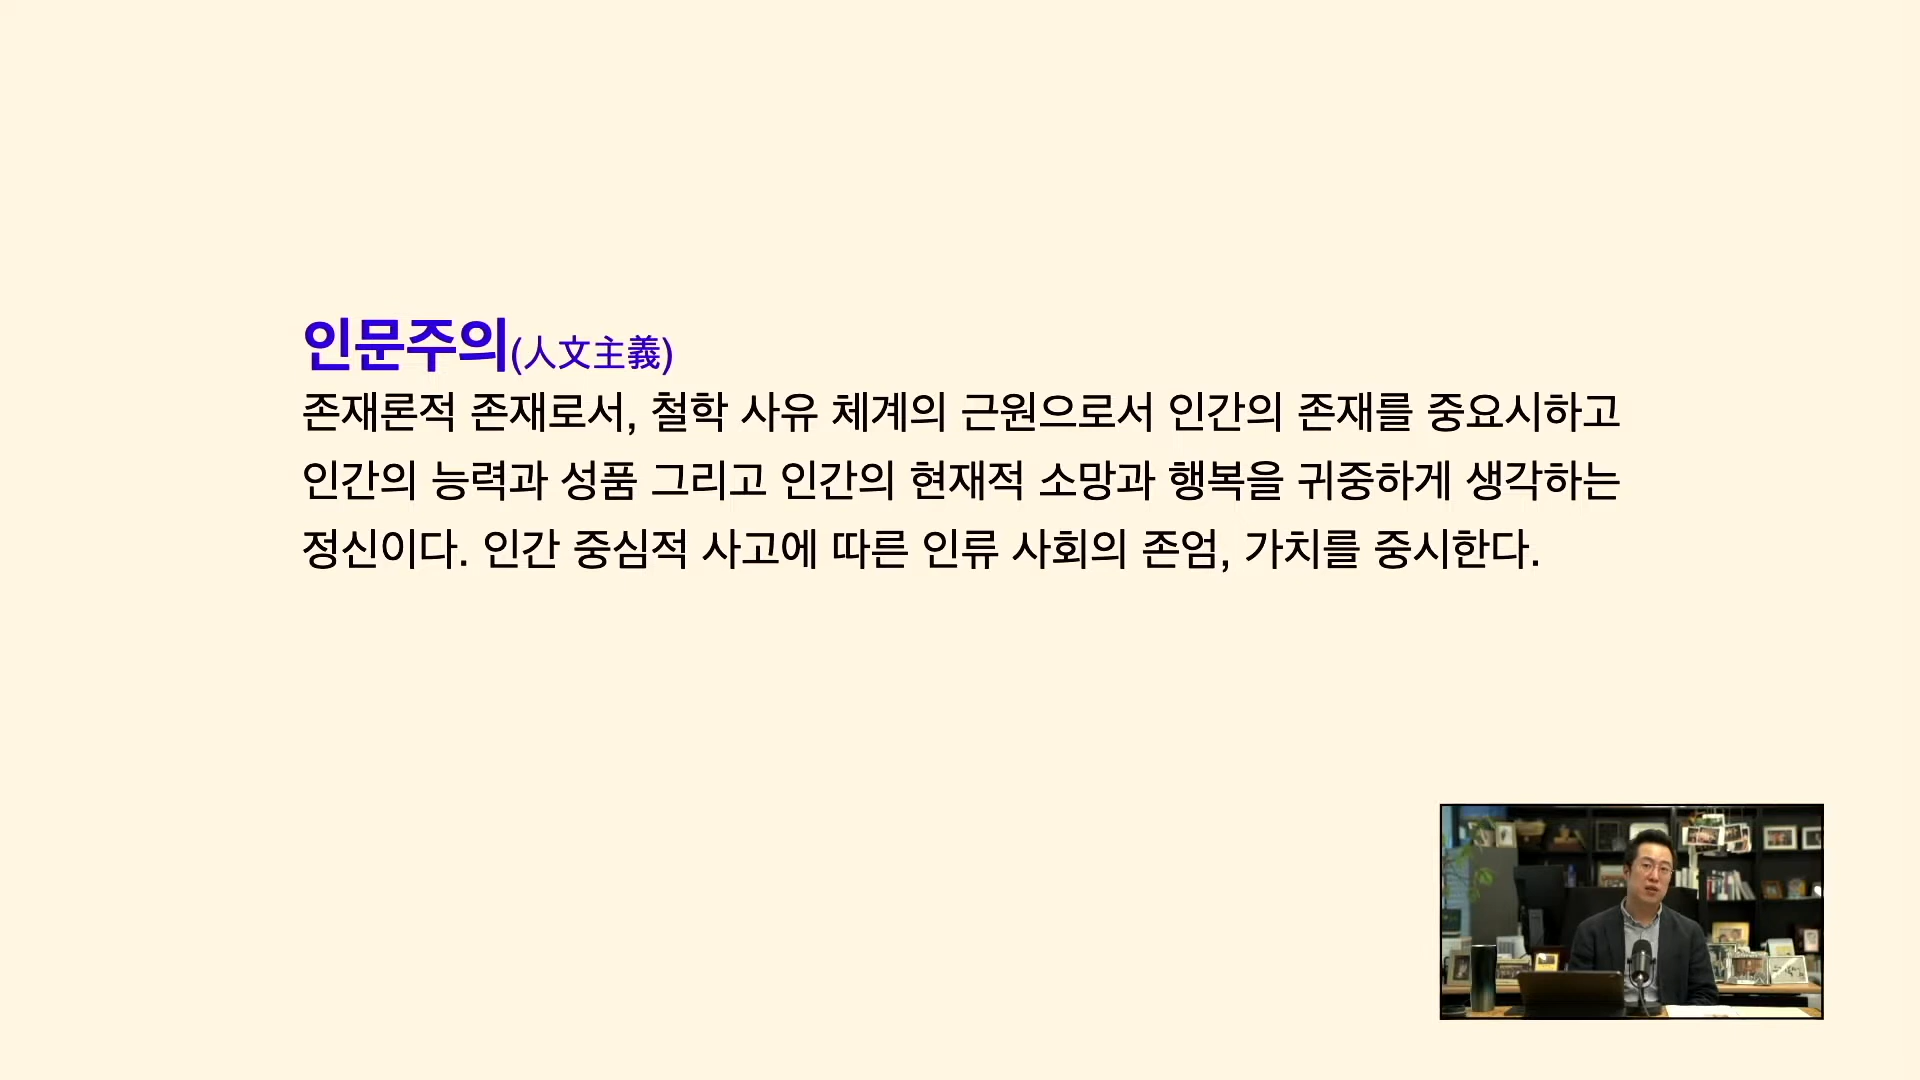 인문주의(人文主義)
존재론적 존재로서, 철학 사유 체계의 근원으로서 인간의 존재를 중요시하고
인간의 능력과 성품 그리고 인간의 현재적 소망과 행복을 귀중하게 생각하는
정신이다. 인간 중심적 사고에 따른 인류 사회의 존엄, 가치를 중시한다.